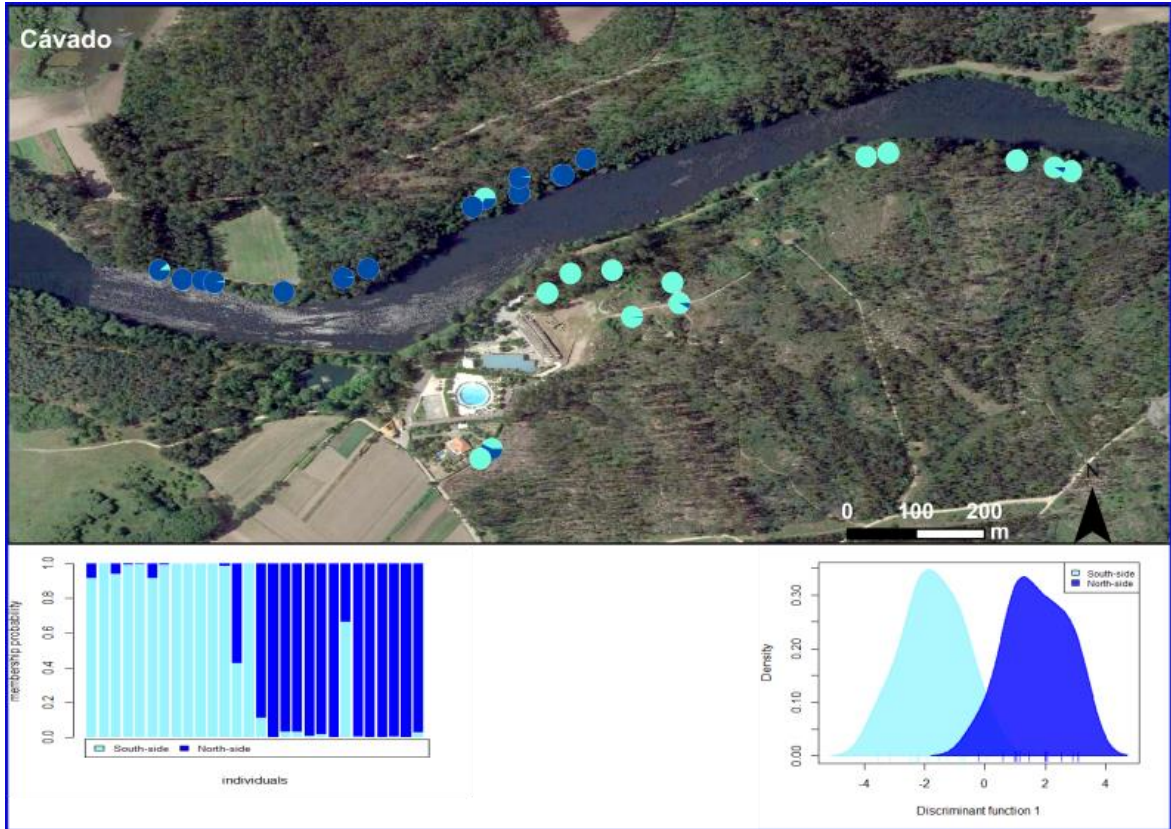 Cávado
N
0 100 200
m
membership probability
1.0
0.8
0.6
0.4
0.2
0.0
South-side North-side
individuals
South-side
North-side
Density
0.30
0.20
0.10
0.00
-4 -2 0 2 4
Discriminant function 1